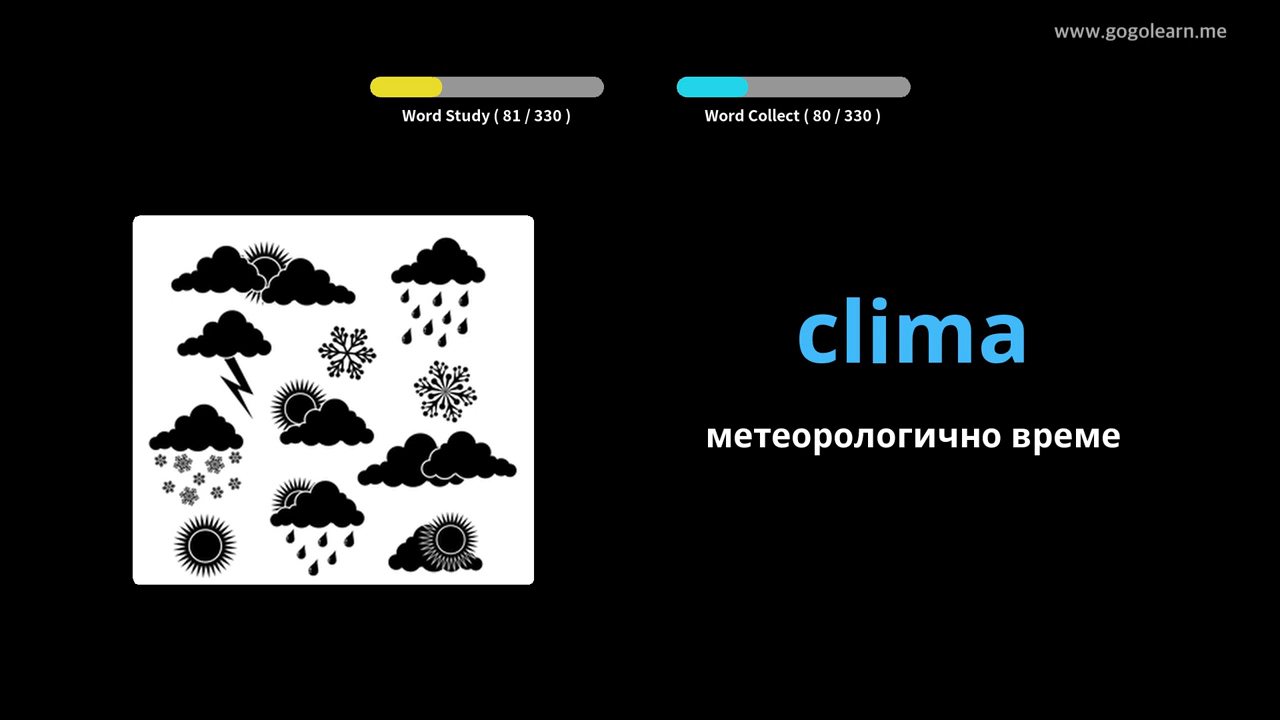 www.gogolearn.me
Word Study ( 81 / 330 )
Word Collect ( 80 / 330 )
clima
метеорологично време